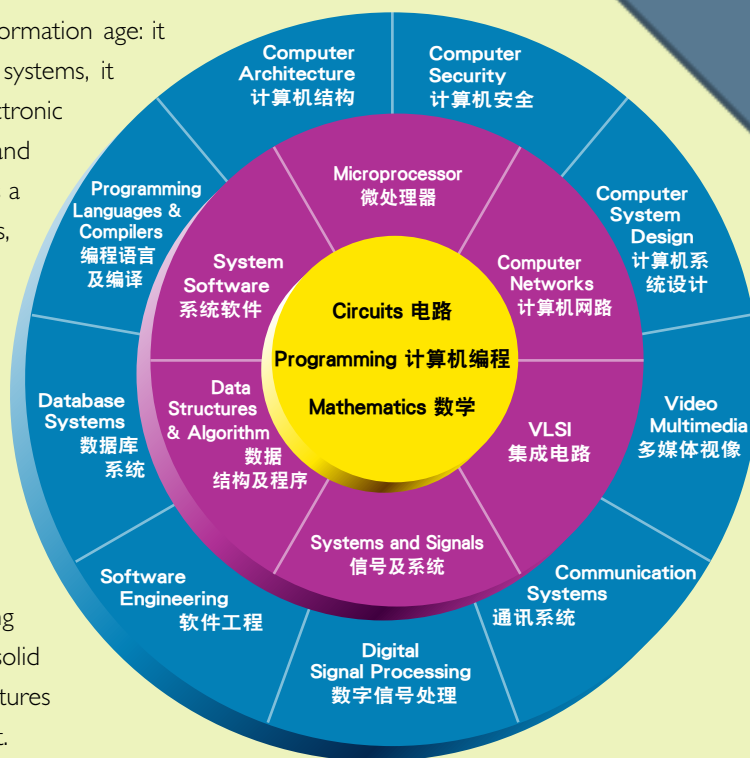 formation age: it
systems, it
ctronic
and
a
s,
ng
solid
tures
t.
Computer
Architecture
计算机结构
Computer
Security
计算机安全
Computer
System
Design
计算机系
统设计
Video
Multimedia
多媒体视像
Communication
Systems
通讯系统
Digital
Signal Processing
数字信号处理
Software
Engineering
软件工程
Database
Systems
数据库
系统
Programming
Languages &
Compilers
编程语言
及编译
Microprocessor
微处理器
Computer
Networks
计算机网路
VLSI
集成电路
Systems and Signals
信号及系统
Data
Structures
& Algorithm
数据
结构及程序
System
Software
系统软件
Circuits 电路
Programming 计算机编程
Mathematics 数学